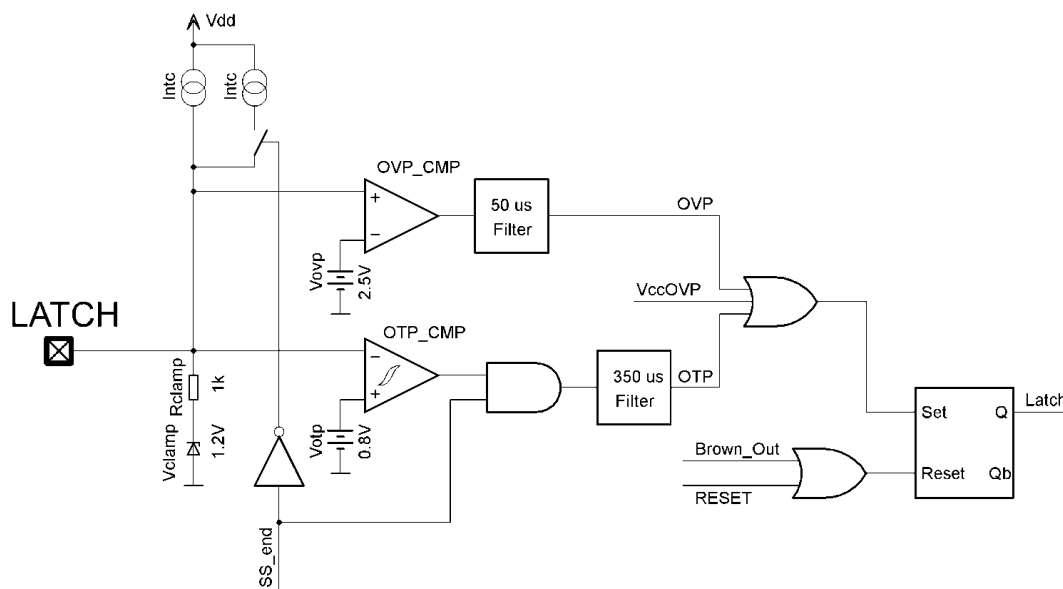 Vdd
Intc
Intc
OVP_CMP
50 us
Filter
OVP
Vovp
2.5V
VccOVP
LATCH
OTP_CMP
350 us
Filter
OTP
Rclamp
1k
Vclamp
1.2V
Votp
0.8V
Set
Q
Latch
Brown_Out
Reset
Qb
RESET
SS_end